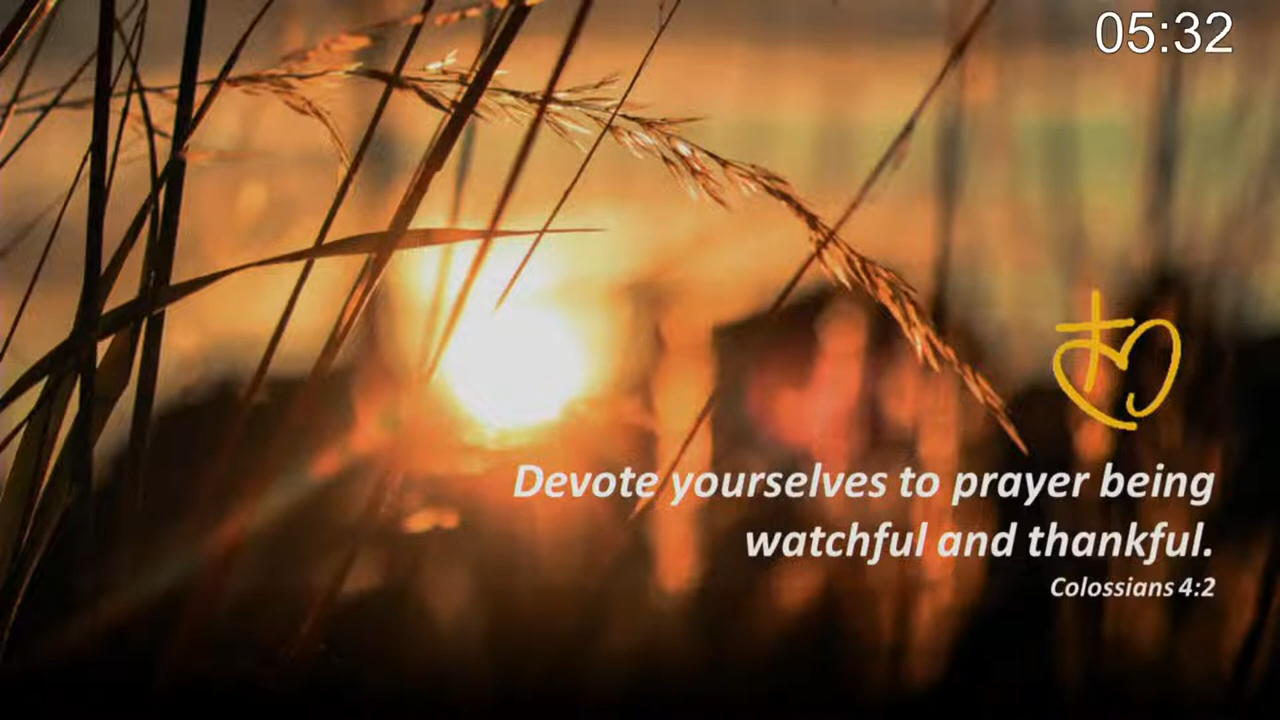 05:32
Devote yourselves to prayer being
watchful and thankful.
Colossians 4:2